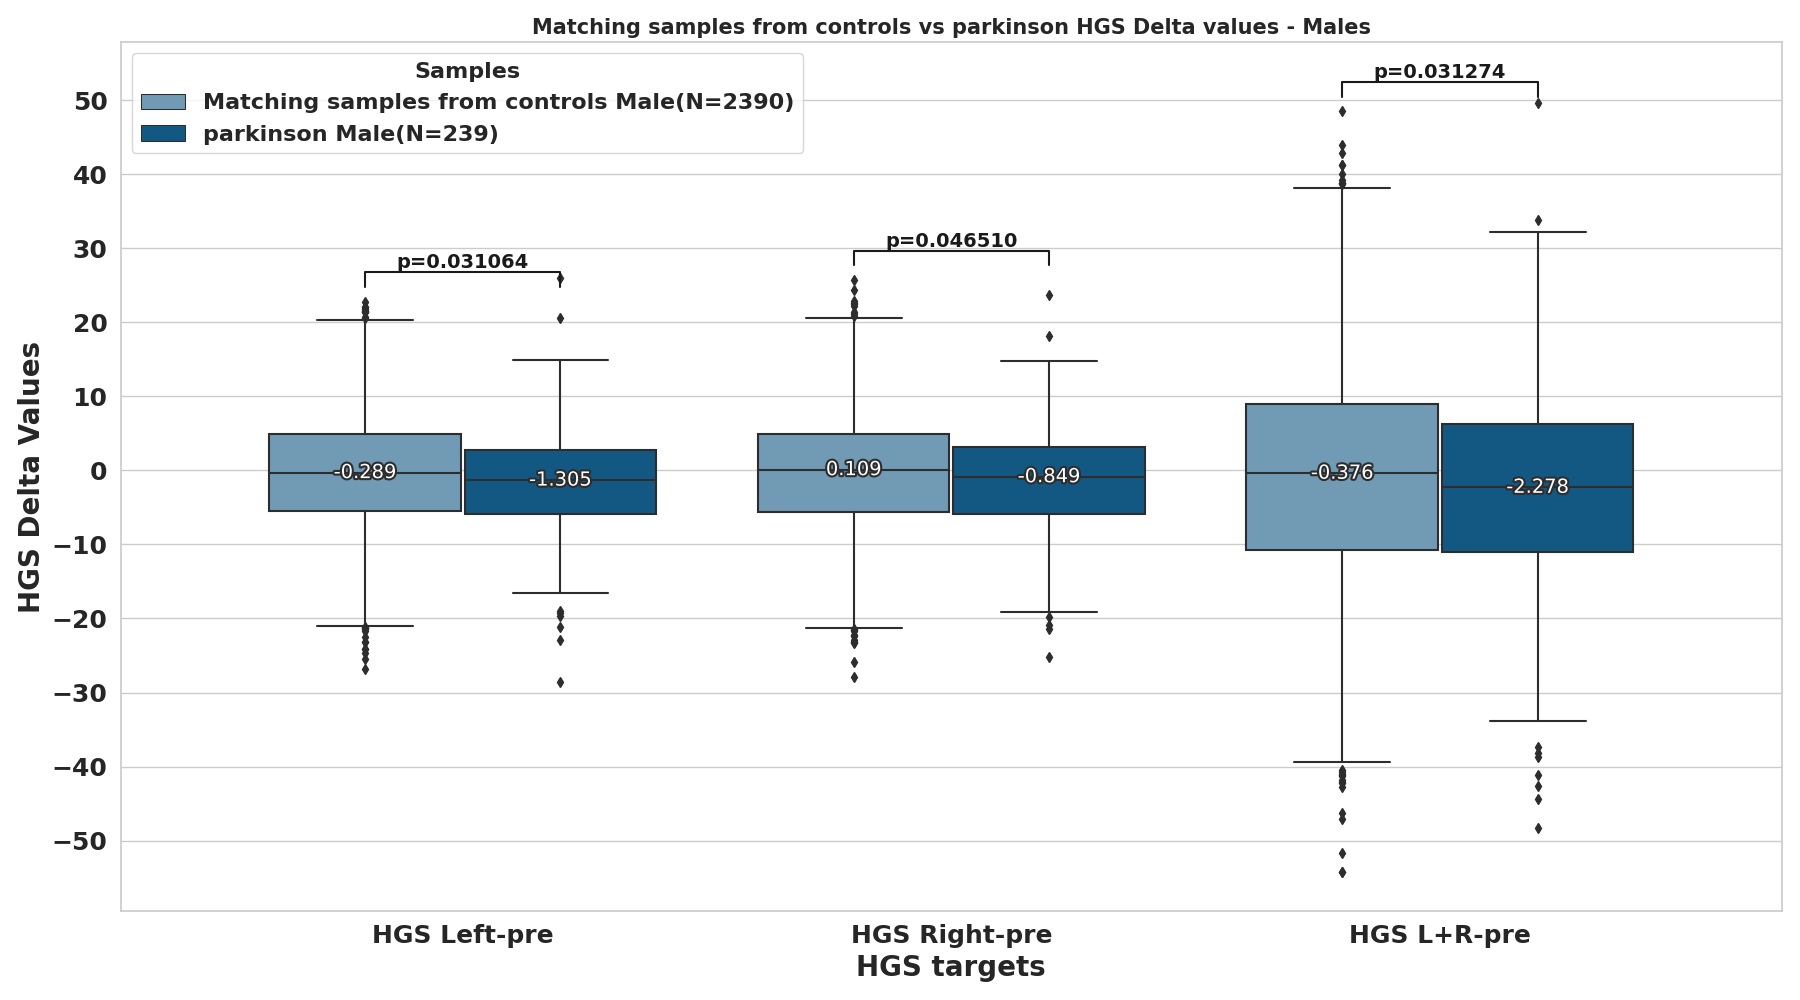 Matching samples from controls vs parkinson HGS Delta values - Males
Samples
Matching samples from controls Male(N=2390)
parkinson Male(N=239)
p=0.031274
p=0.046510
p=0.031064
50
40
30
20
10
0
−10
−20
−30
−40
−50
HGS Delta Values
-0.289
-1.305
0.109
-0.849
-0.376
-2.278
HGS Left-pre
HGS Right-pre
HGS L+R-pre
HGS targets